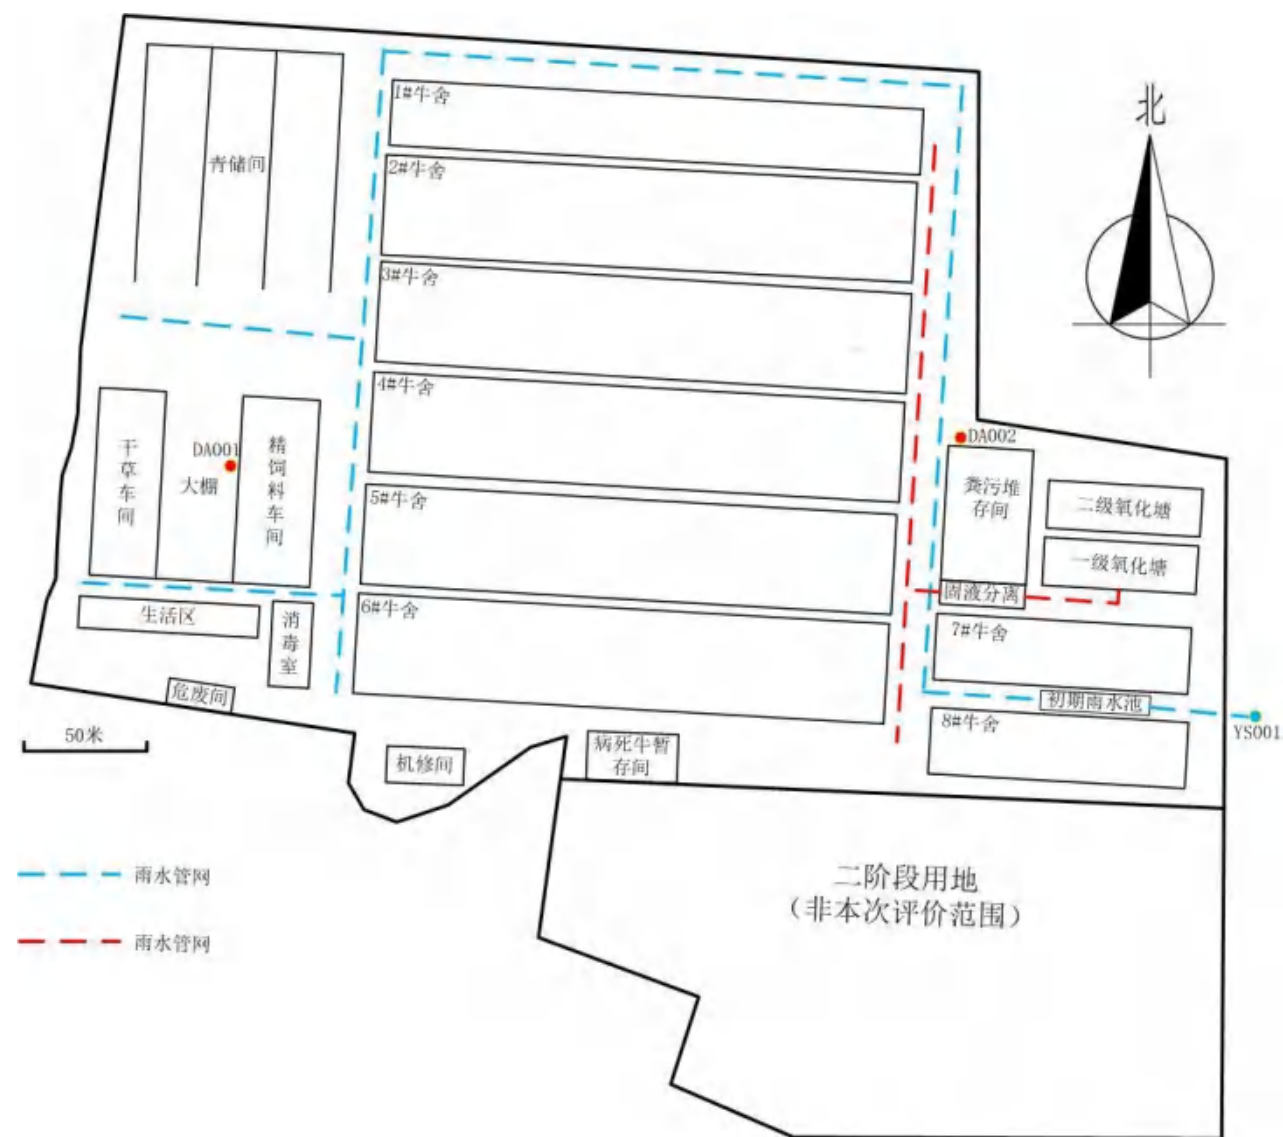 北
1#牛舍
2#牛舍
青储间
3#牛舍
4#牛舍
DA002
干草车间
DA001
大棚
精饲料车间
5#牛舍
粪污堆
存间
二级氧化塘
一级氧化塘
固液分离
6#牛舍
生活区
消毒室
7#牛舍
危废间
初期雨水池
8#牛舍
YS001
50米
机修间
病死牛暂
存间
雨水管网
雨水管网
二阶段用地
（非本次评价范围）